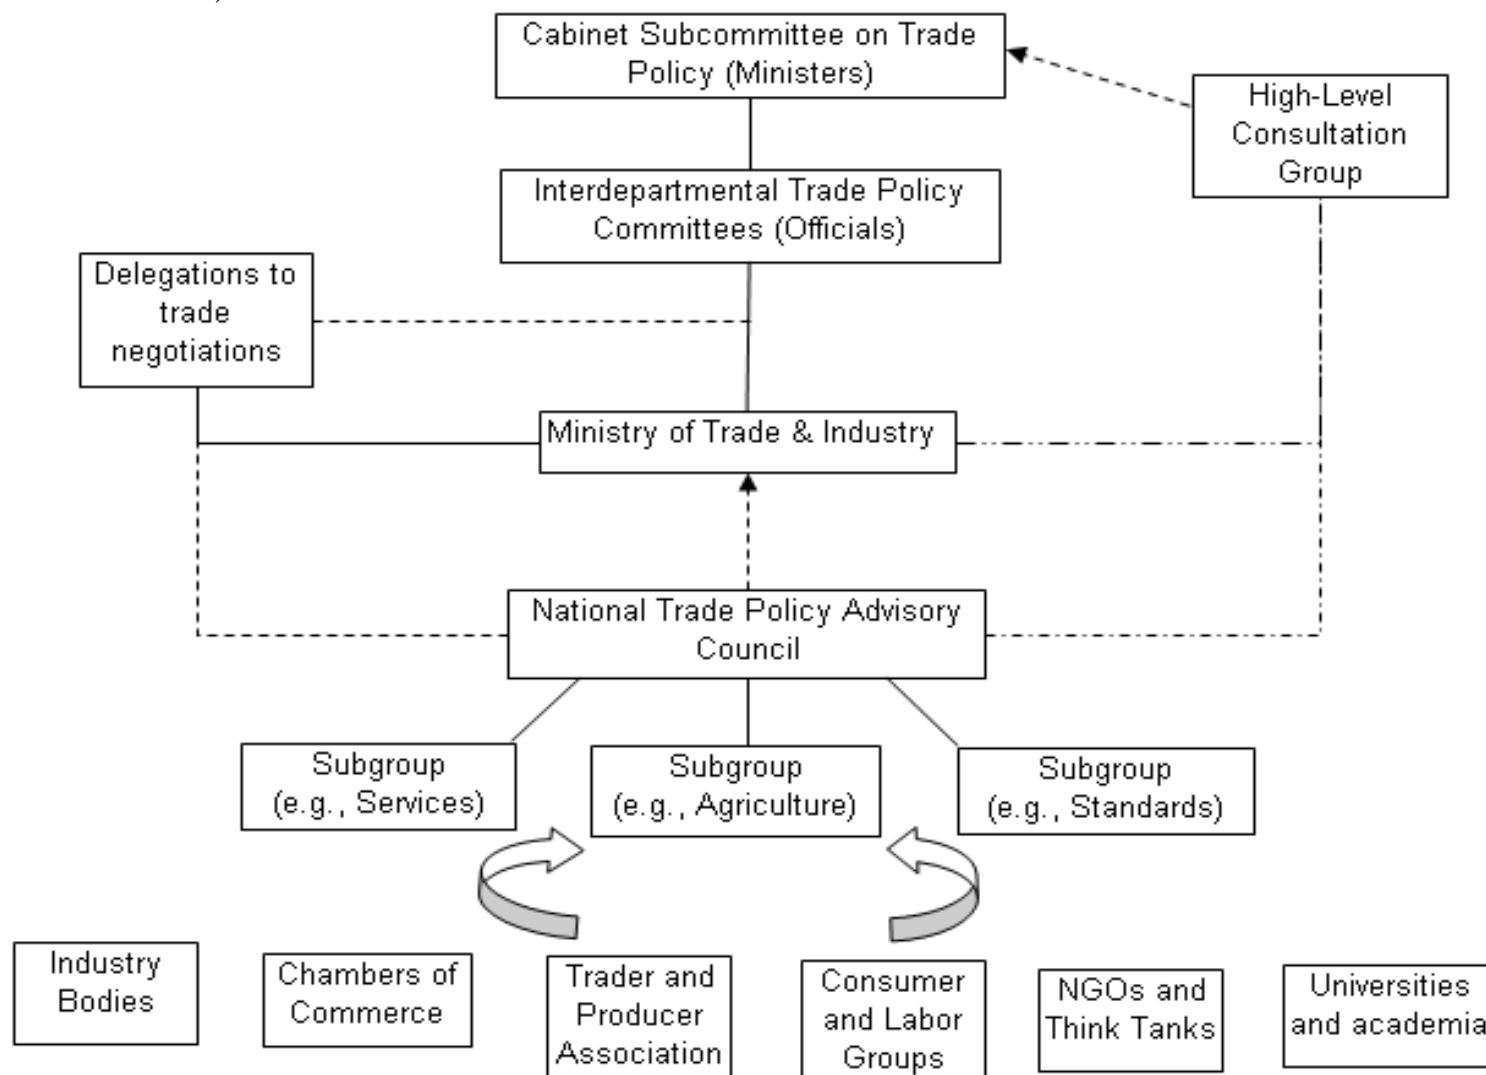 Cabinet Subcommittee on Trade
Policy (Ministers)
High-Level
Consultation
Group
Interdepartmental Trade Policy
Committees (Officials)
Delegations to
trade
negotiations
Ministry of Trade & Industry
National Trade Policy Advisory
Council
Subgroup
(e.g., Services)
Subgroup
(e.g., Agriculture)
Subgroup
(e.g., Standards)
Industry
Bodies
Chambers of
Commerce
Trader and
Producer
Association
Consumer
and Labor
Groups
NGOs and
Think Tanks
Universities
and academia